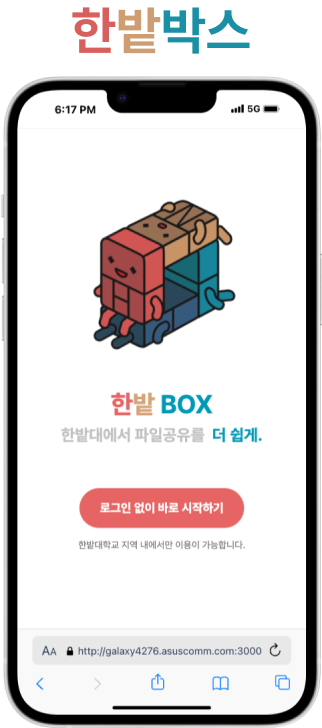 한밭박스
6:17 PM
5G
한밭 BOX
한밭대에서 파일공유를 더 쉽게.
로그인 없이 바로 시작하기
한밭대학교 지역 내에서만 이용이 가능합니다.
AA http://galaxy4276.asuscomm.com:3000